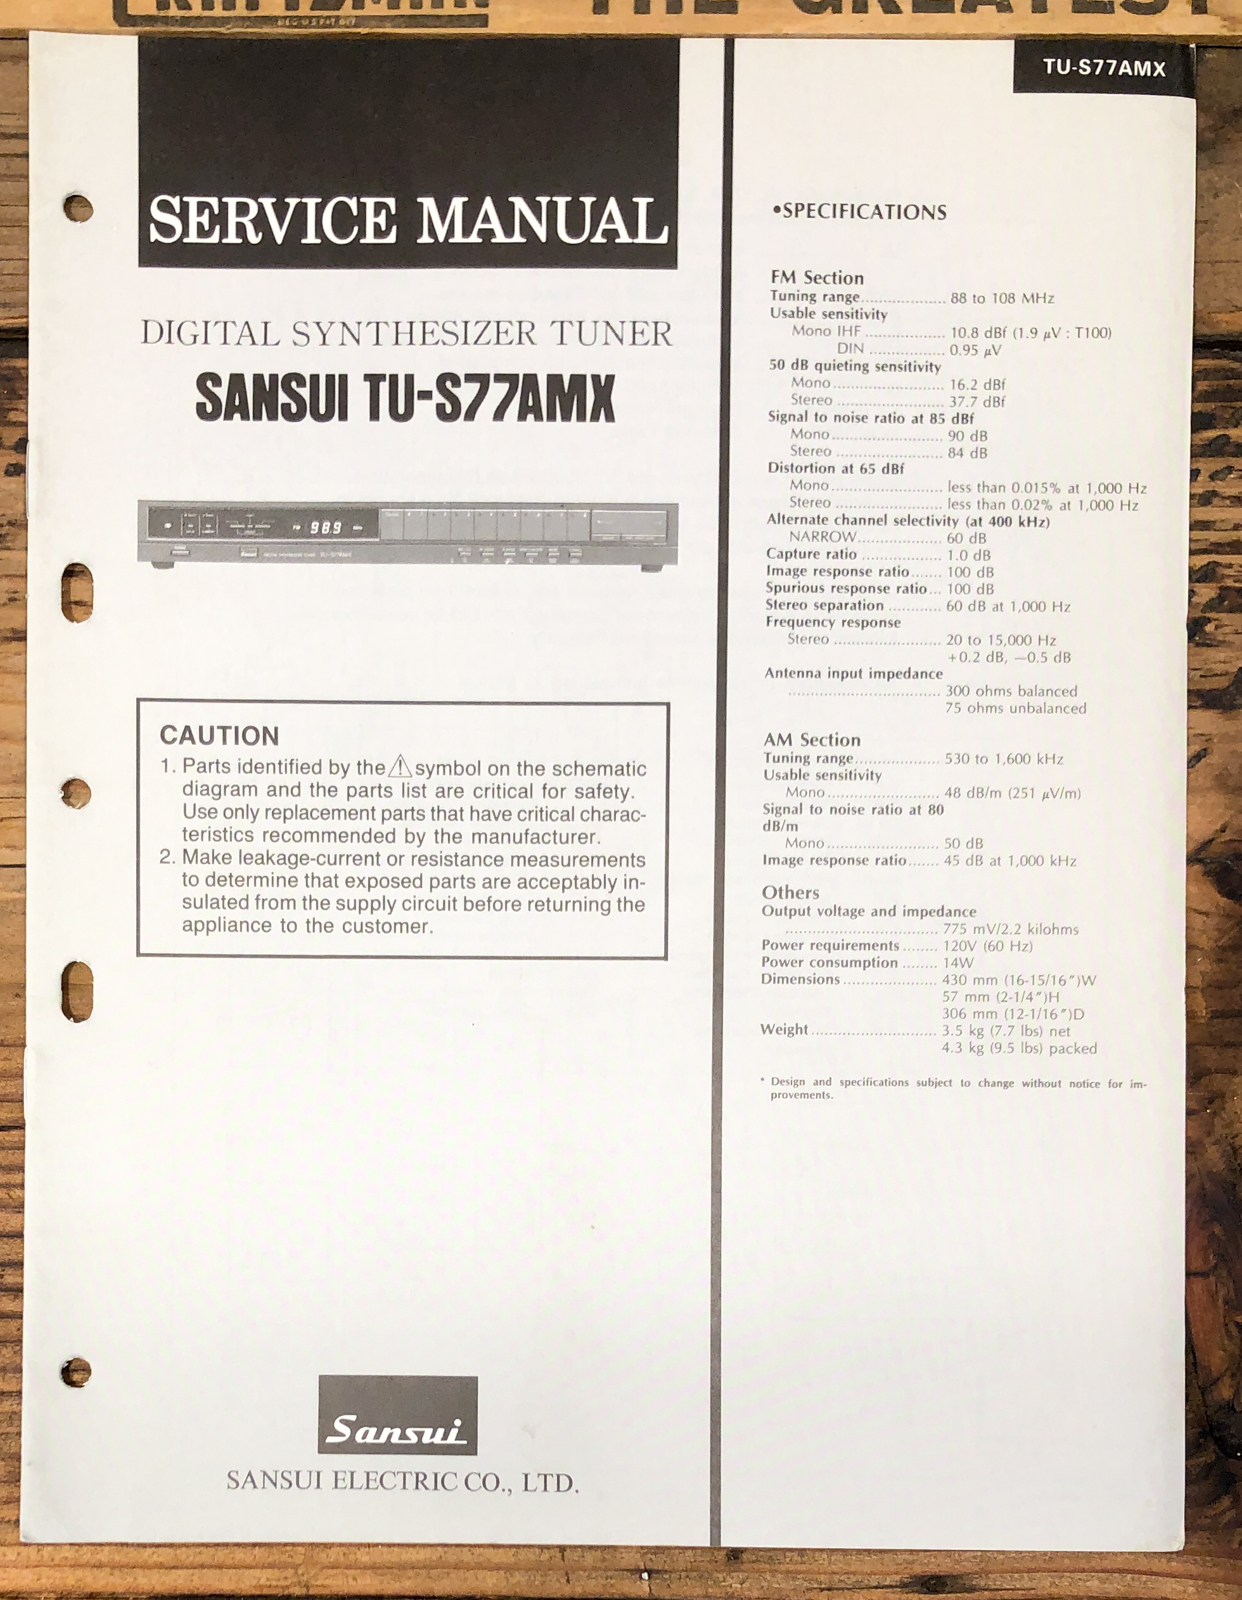 THE GREATEST
SERVICE MANUAL
DIGITAL SYNTHESIZER TUNER
SANSUI TU-S77AMX
98.9
CAUTION
1. Parts identified by the ⚠ symbol on the schematic
diagram and the parts list are critical for safety.
Use only replacement parts that have critical charac-
teristics recommended by the manufacturer.
2. Make leakage-current or resistance measurements
to determine that exposed parts are acceptably in-
sulated from the supply circuit before returning the
appliance to the customer.
Sansui
SANSUI ELECTRIC CO., LTD.
TU-S77AMX
•SPECIFICATIONS
FM Section
Tuning range.................. 88 to 108 MHz
Usable sensitivity
Mono IHF ................. 10.8 dBf (1.9 μV : T100)
DIN ................ 0.95 μV
50 dB quieting sensitivity
Mono........................ 16.2 dBf
Stereo ....................... 37.7 dBf
Signal to noise ratio at 85 dBf
Mono........................ 90 dB
Stereo ....................... 84 dB
Distortion at 65 dBf
Mono........................ less than 0.015% at 1,000 Hz
Stereo ....................... less than 0.02% at 1,000 Hz
Alternate channel selectivity (at 400 kHz)
NARROW.................. 60 dB
Capture ratio ................. 1.0 dB
Image response ratio....... 100 dB
Spurious response ratio... 100 dB
Stereo separation ........... 60 dB at 1,000 Hz
Frequency response
Stereo ....................... 20 to 15,000 Hz
+0.2 dB, −0.5 dB
Antenna input impedance
................................. 300 ohms balanced
75 ohms unbalanced
AM Section
Tuning range.................. 530 to 1,600 kHz
Usable sensitivity
Mono........................ 48 dB/m (251 μV/m)
Signal to noise ratio at 80
dB/m
Mono........................ 50 dB
Image response ratio....... 45 dB at 1,000 kHz
Others
Output voltage and impedance
................................. 775 mV/2.2 kilohms
Power requirements ........ 120V (60 Hz)
Power consumption ........ 14W
Dimensions .................... 430 mm (16-15/16″)W
57 mm (2-1/4″)H
306 mm (12-1/16″)D
Weight ........................... 3.5 kg (7.7 lbs) net
4.3 kg (9.5 lbs) packed
* Design and specifications subject to change without notice for im-
provements.